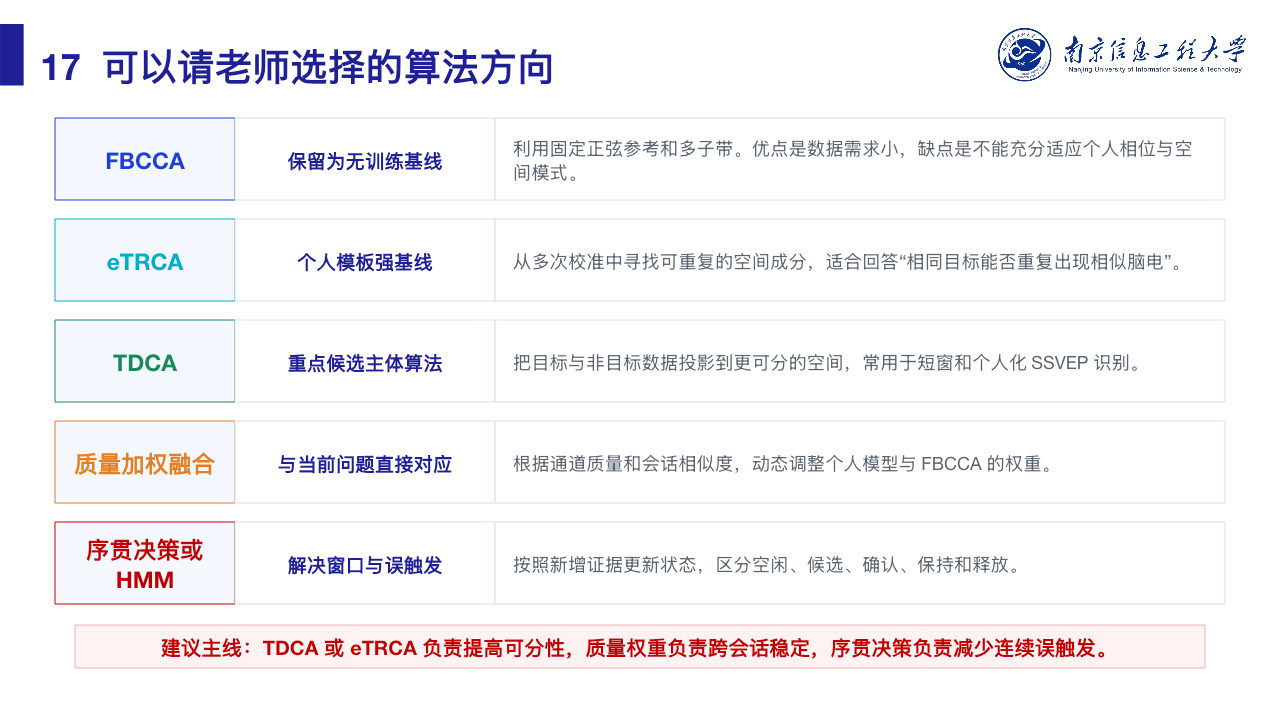 17 可以请老师选择的算法方向
南京信息工程大学
Nanjing University of Information Science & Technology
FBCCA
保留为无训练基线
利用固定正弦参考和多子带。优点是数据需求小，缺点是不能充分适应个人相位与空
间模式。
eTRCA
个人模板强基线
从多次校准中寻找可重复的空间成分，适合回答“相同目标能否重复出现相似脑电”。
TDCA
重点候选主体算法
把目标与非目标数据投影到更可分的空间，常用于短窗和个人化 SSVEP 识别。
质量加权融合
与当前问题直接对应
根据通道质量和会话相似度，动态调整个人模型与 FBCCA 的权重。
序贯决策或
HMM
解决窗口与误触发
按照新增证据更新状态，区分空闲、候选、确认、保持和释放。
建议主线：TDCA 或 eTRCA 负责提高可分性，质量权重负责跨会话稳定，序贯决策负责减少连续误触发。